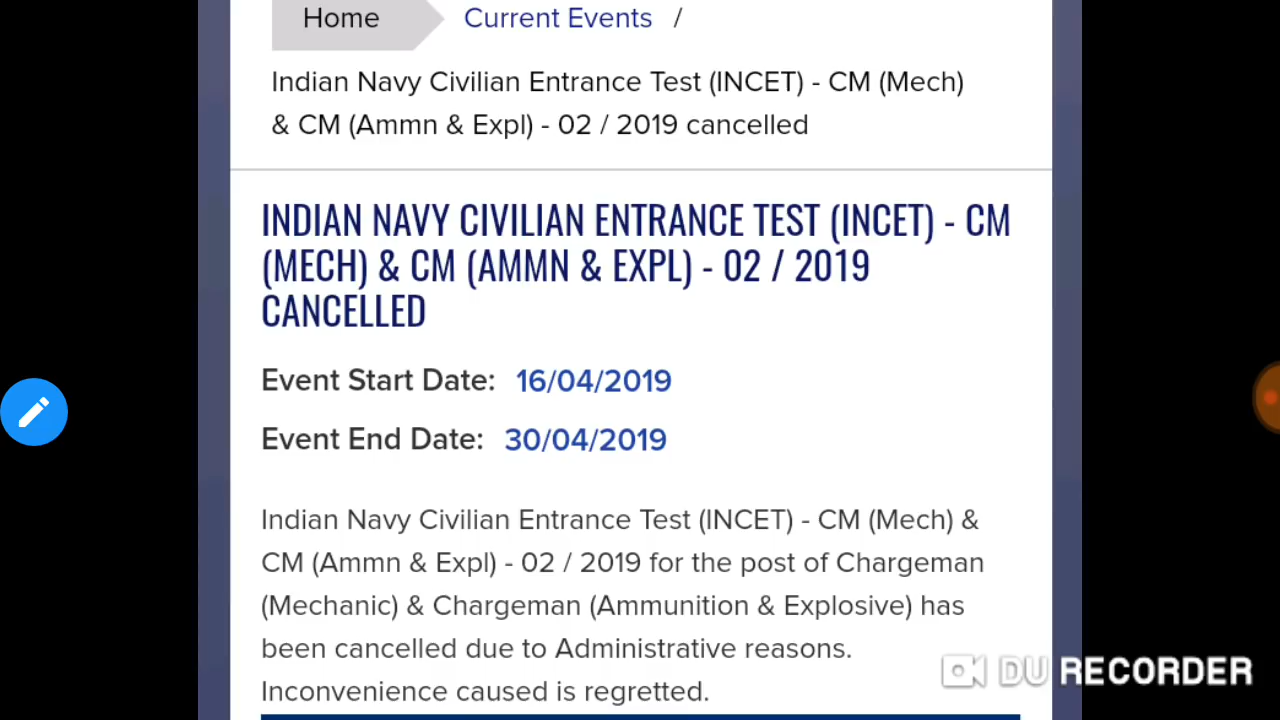 Home Current Events /
Indian Navy Civilian Entrance Test (INCET) - CM (Mech)
& CM (Ammn & Expl) - 02 / 2019 cancelled
INDIAN NAVY CIVILIAN ENTRANCE TEST (INCET) - CM
(MECH) & CM (AMMN & EXPL) - 02 / 2019
CANCELLED
Event Start Date: 16/04/2019
Event End Date: 30/04/2019
Indian Navy Civilian Entrance Test (INCET) - CM (Mech) &
CM (Ammn & Expl) - 02 / 2019 for the post of Chargeman
(Mechanic) & Chargeman (Ammunition & Explosive) has
been cancelled due to Administrative reasons.
Inconvenience caused is regretted.
DU RECORDER